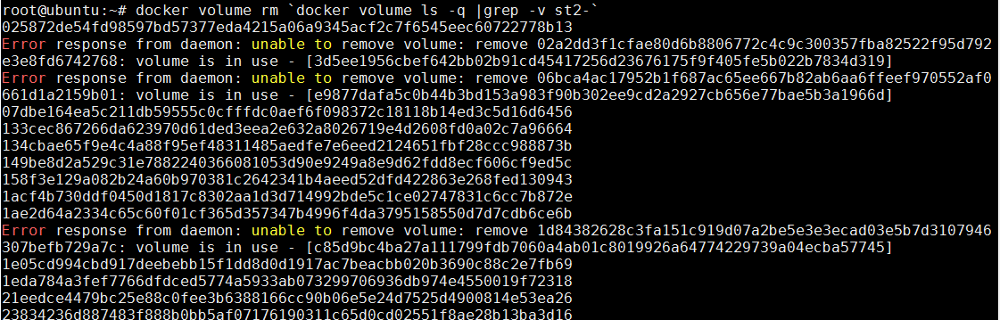 root@ubuntu:~# docker volume rm `docker volume ls -q |grep -v st2-`
025872de54fd98597bd57377eda4215a06a9345acf2c7f6545eec60722778b13
Error response from daemon: unable to remove volume: remove 02a2dd3f1cfae80d6b8806772c4c9c300357fba82522f95d792
e3e8fd6742768: volume is in use - [3d5ee1956cbef642bb02b91cd45417256d23676175f9f405fe5b022b7834d319]
Error response from daemon: unable to remove volume: remove 06bca4ac17952b1f687ac65ee667b82ab6aa6ffeef970552af0
661d1a2159b01: volume is in use - [e9877dafa5c0b44b3bd153a983f90b302ee9cd2a2927cb656e77bae5b3a1966d]
07dbe164ea5c211db59555c0cfffdc0aef6f098372c18118b14ed3c5d16d6456
133cec867266da623970d61ded3eea2e632a8026719e4d2608fd0a02c7a96664
134cbae65f9e4c4a88f95ef48311485aedfe7e6eed2124651fbf28ccc988873b
149be8d2a529c31e7882240366081053d90e9249a8e9d62fdd8ecf606cf9ed5c
158f3e129a082b24a60b970381c2642341b4aeed52dfd422863e268fed130943
1acf4b730ddf0450d1817c8302aa1d3d714992bde5c1ce02747831c6cc7b872e
1ae2d64a2334c65c60f01cf365d357347b4996f4da3795158550d7d7cdb6ce6b
Error response from daemon: unable to remove volume: remove 1d84382628c3fa151c919d07a2be5e3e3ecad03e5b7d3107946
307befb729a7c: volume is in use - [c85d9bc4ba27a111799fdb7060a4ab01c8019926a64774229739a04ecba57745]
1e05cd994cbd917deebebb15f1dd8d0d1917ac7beacbb020b3690c88c2e7fb69
1eda784a3fef7766dfdced5774a5933ab073299706936db974e4550019f72318
21eedce4479bc25e88c0fee3b6388166cc90b06e5e24d7525d4900814e53ea26
23834236d887483f888b0bb5af07176190311c65d0cd02551f8ae28b13ba3d16